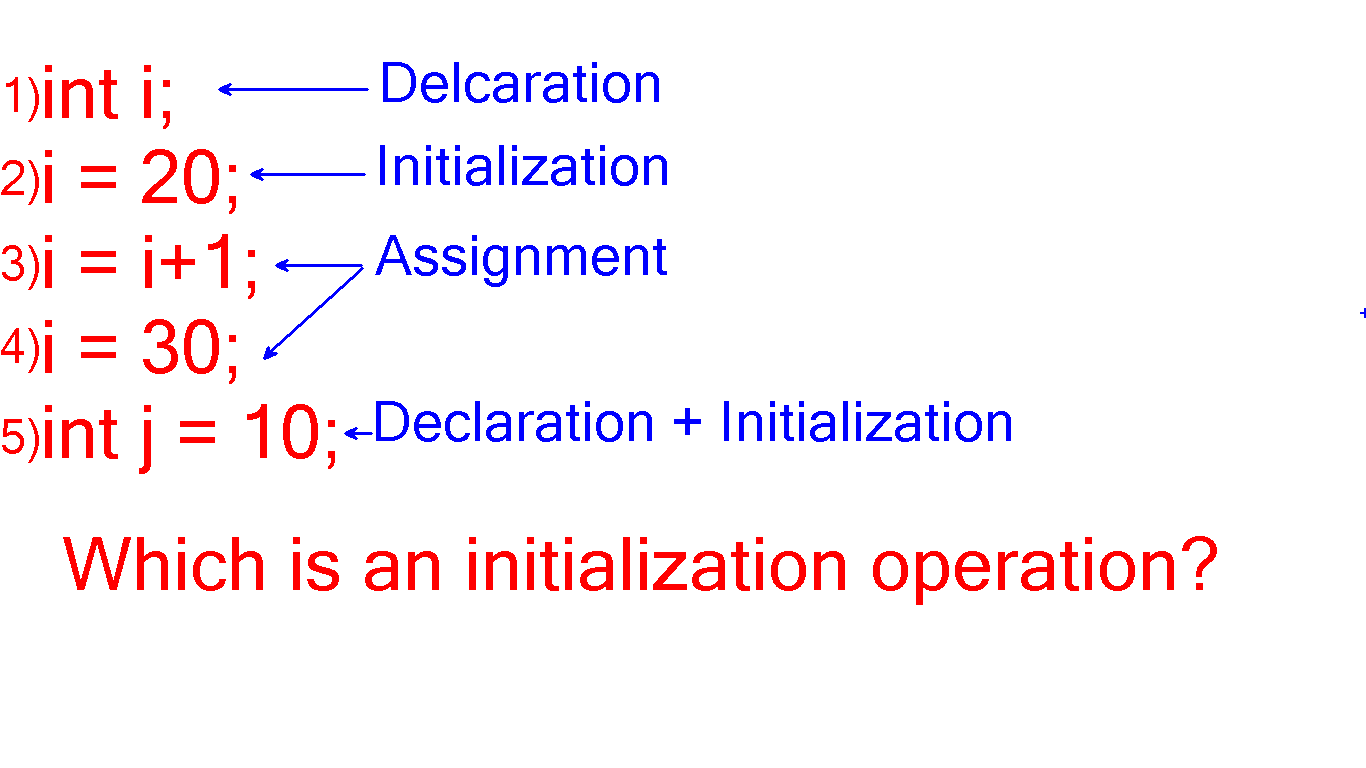 1)int i; Delcaration
2)i = 20; Initialization
3)i = i+1; Assignment
4)i = 30;
5)int j = 10; Declaration + Initialization
Which is an initialization operation?